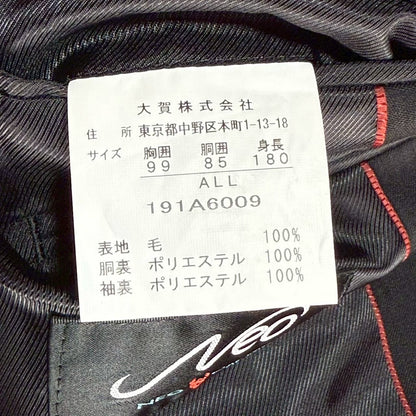 大賀株式会社
住 所 東京都中野区本町1-13-18
サイズ 胸囲 胴囲 身長
99 85 180
ALL
191A6009
表地 毛 100%
胴裏 ポリエステル 100%
袖裏 ポリエステル 100%
Neo